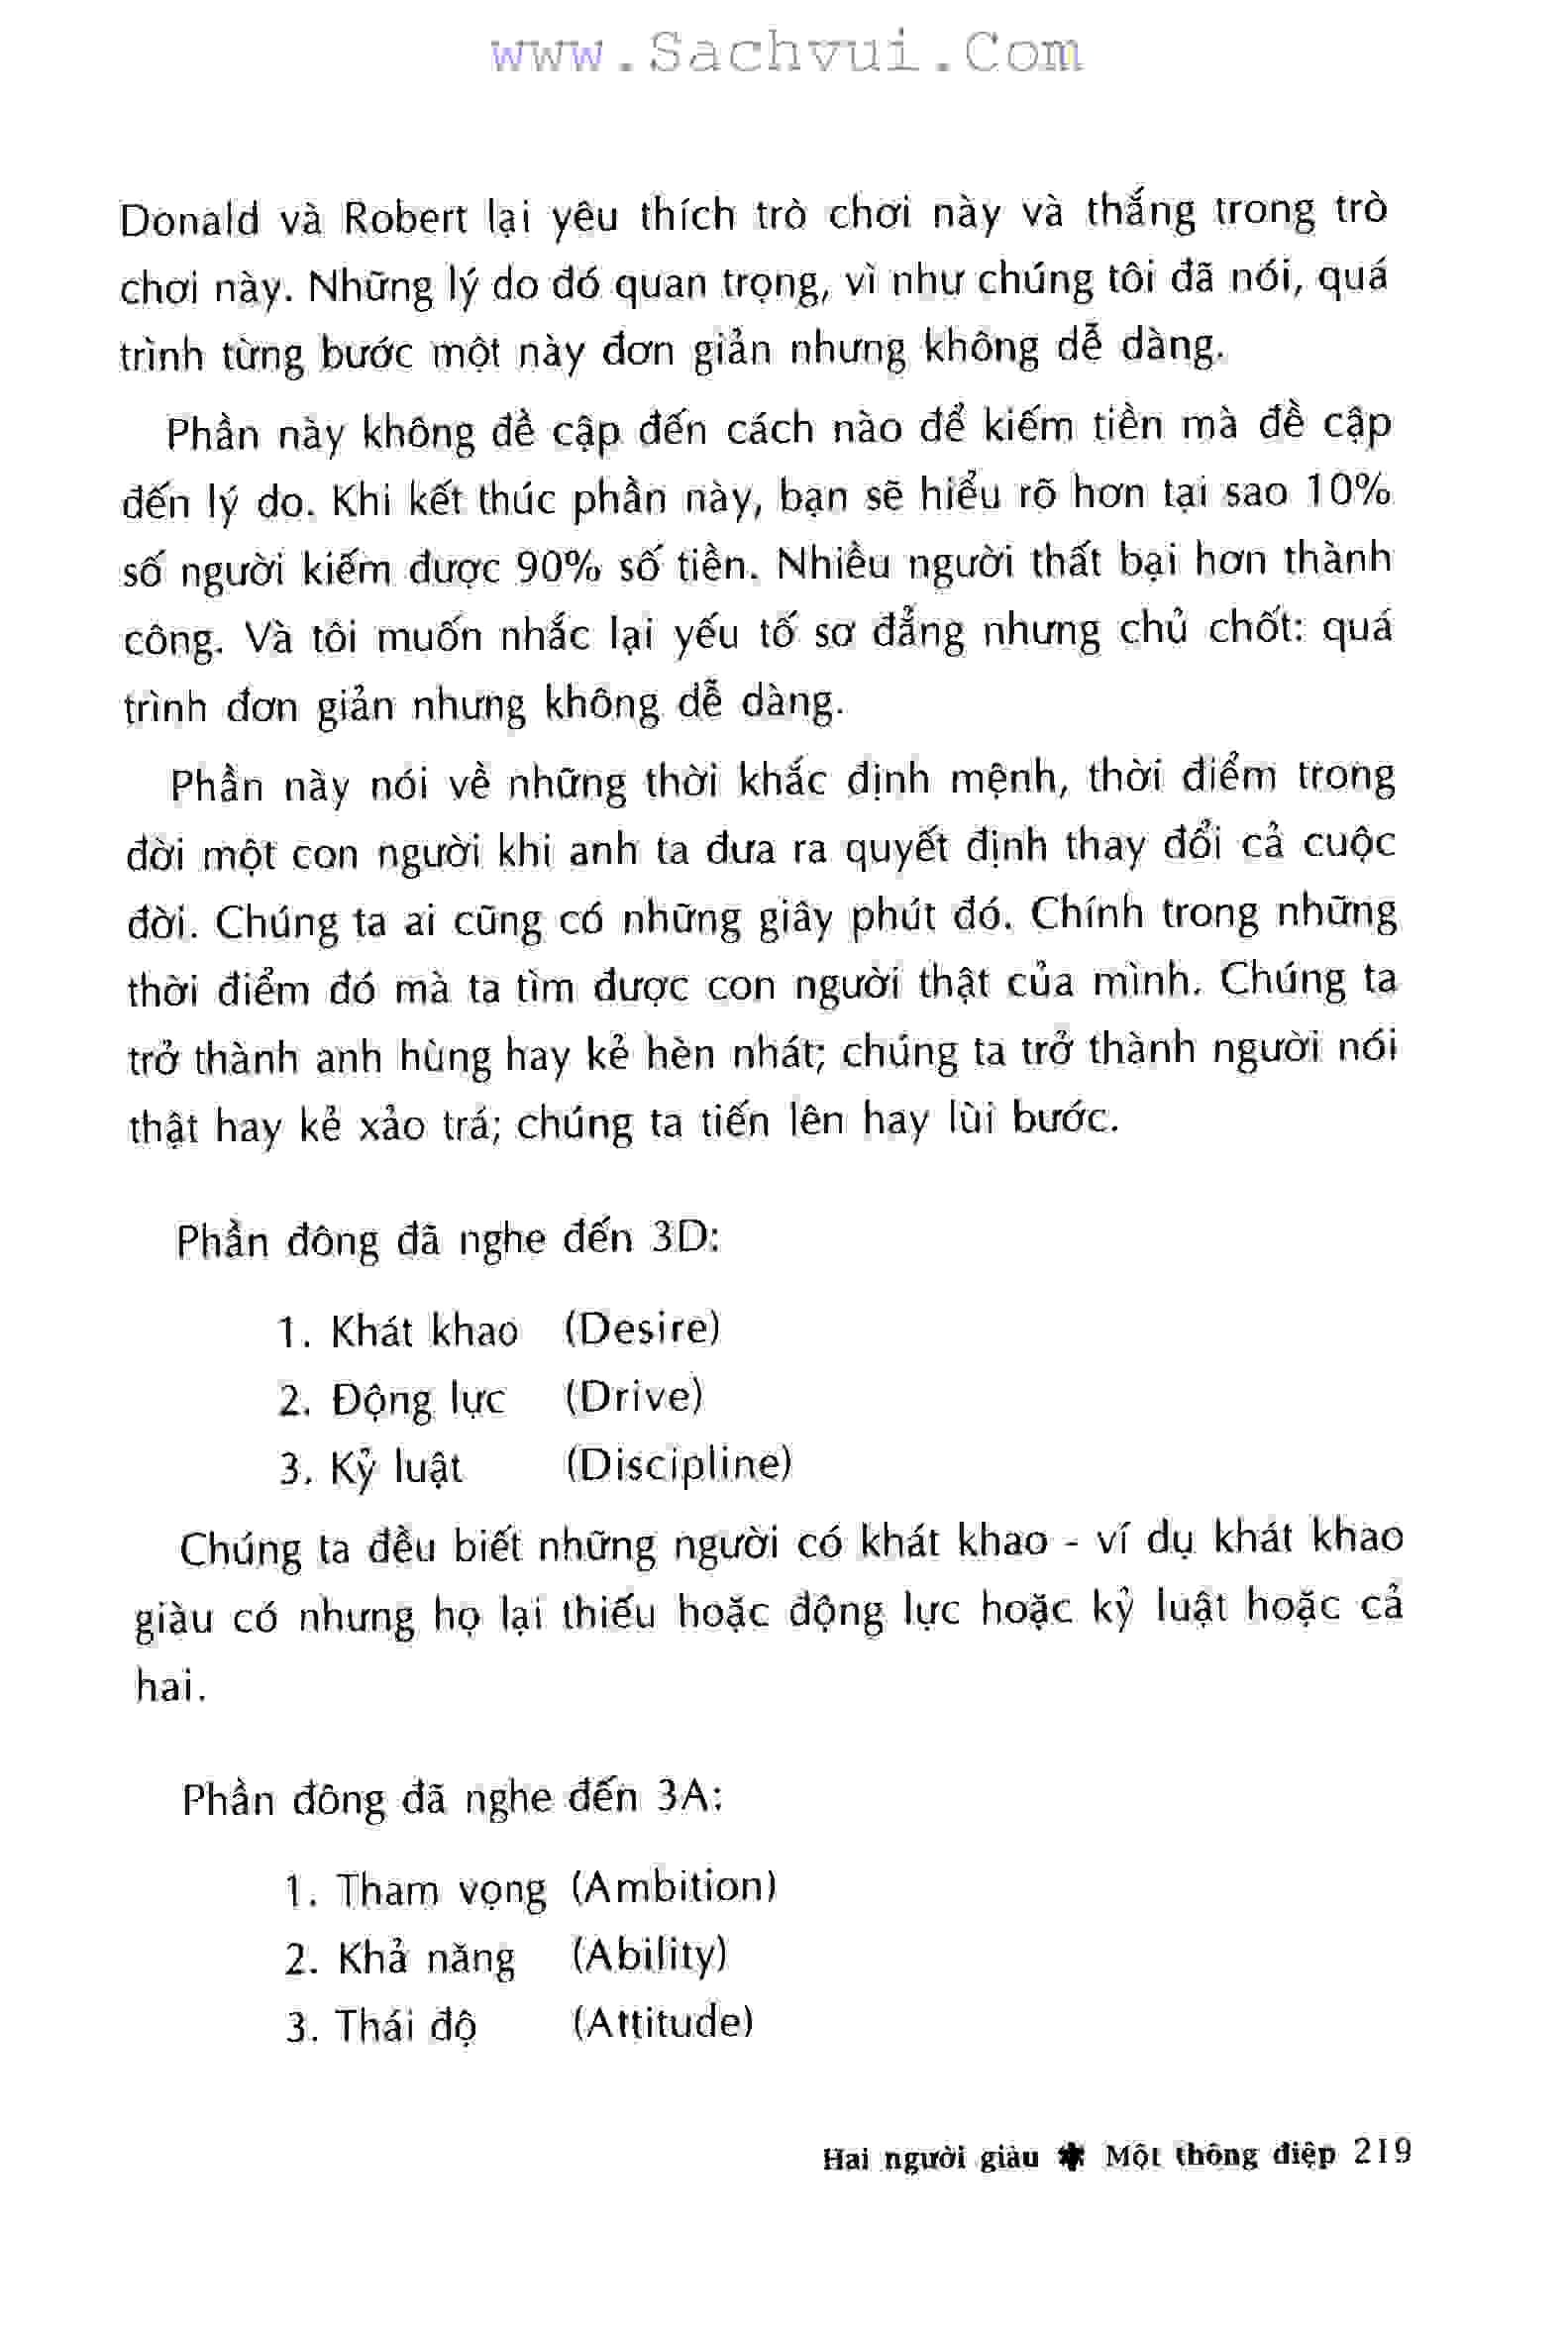 www.Sachvui.Com
Donald và Robert lại yêu thích trò chơi này và thắng trong trò
chơi này. Những lý do đó quan trọng, vì như chúng tôi đã nói, quá
trình từng bước một này đơn giản nhưng không dễ dàng.
Phần này không đề cập đến cách nào để kiếm tiền mà đề cập
đến lý do. Khi kết thúc phần này, bạn sẽ hiểu rõ hơn tại sao 10%
số người kiếm được 90% số tiền. Nhiều người thất bại hơn thành
công. Và tôi muốn nhắc lại yếu tố sơ đẳng nhưng chủ chốt: quá
trình đơn giản nhưng không dễ dàng.
Phần này nói về những thời khắc định mệnh, thời điểm trong
đời một con người khi anh ta đưa ra quyết định thay đổi cả cuộc
đời. Chúng ta ai cũng có những giây phút đó. Chính trong những
thời điểm đó mà ta tìm được con người thật của mình. Chúng ta
trở thành anh hùng hay kẻ hèn nhát; chúng ta trở thành người nói
thật hay kẻ xảo trá; chúng ta tiến lên hay lùi bước.
Phần đông đã nghe đến 3D:
1. Khát khao (Desire)
2. Động lực (Drive)
3. Kỷ luật (Discipline)
Chúng ta đều biết những người có khát khao - ví dụ khát khao
giàu có nhưng họ lại thiếu hoặc động lực hoặc kỷ luật hoặc cả
hai.
Phần đông đã nghe đến 3A:
1. Tham vọng (Ambition)
2. Khả năng (Ability)
3. Thái độ (Attitude)
Hai người giàu ✱ Một thông điệp 219